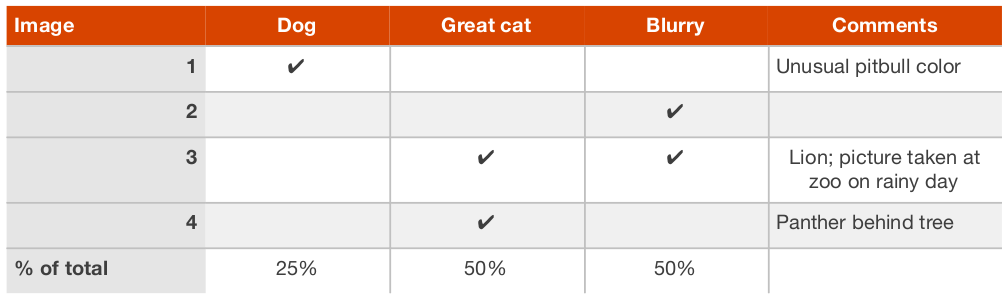 Image Dog Great cat Blurry Comments
1 ✔ Unusual pitbull color
2 ✔
3 ✔ ✔ Lion; picture taken at
zoo on rainy day
4 ✔ Panther behind tree
% of total 25% 50% 50%